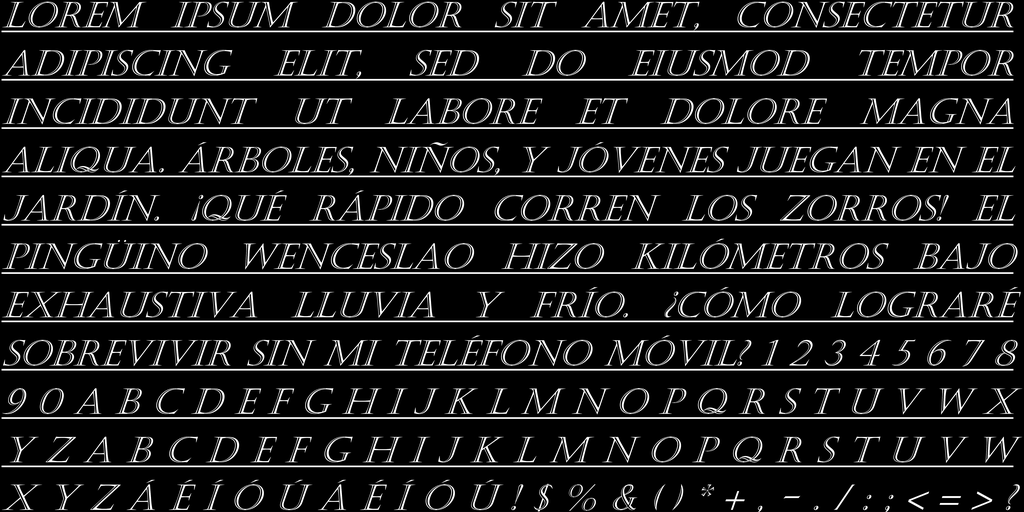 LOREM IPSUM DOLOR SIT AMET, CONSECTETUR
ADIPISCING ELIT, SED DO EIUSMOD TEMPOR
INCIDIDUNT UT LABORE ET DOLORE MAGNA
ALIQUA. ÁRBOLES, NIÑOS, Y JÓVENES JUEGAN EN EL
JARDÍN. ¡QUÉ RÁPIDO CORREN LOS ZORROS! EL
PINGÜINO WENCESLAO HIZO KILÓMETROS BAJO
EXHAUSTIVA LLUVIA Y FRÍO. ¿CÓMO LOGRARÉ
SOBREVIVIR SIN MI TELÉFONO MÓVIL? 1 2 3 4 5 6 7 8
9 0 A B C D E F G H I J K L M N O P Q R S T U V W X
Y Z A B C D E F G H I J K L M N O P Q R S T U V W
X Y Z Á É Í Ó Ú Á É Í Ó Ú ! $ % & ( ) * + , - . / : ; < = > ?